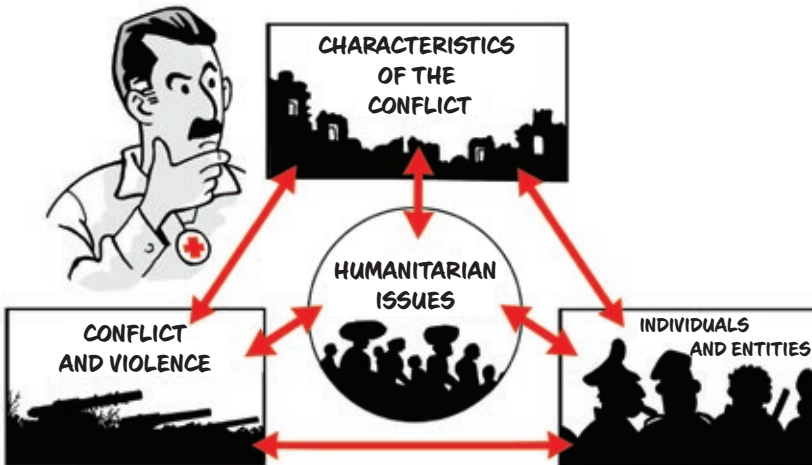 CHARACTERISTICS
OF THE
CONFLICT
HUMANITARIAN
ISSUES
CONFLICT
AND VIOLENCE
INDIVIDUALS
AND ENTITIES